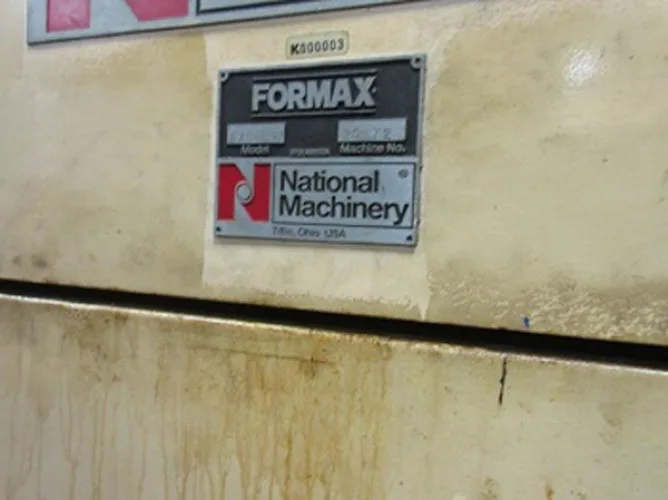 K000003
FORMAX
Model
Machine No.
N National
Machinery
®
Tiffin, Ohio USA